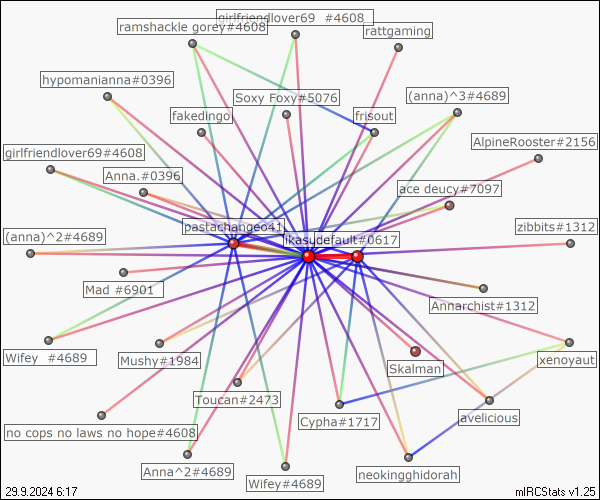 girlfriendlover69 #4608
ramshackle gorey#4608
rattgaming
hypomanianna#0396
Soxy Foxy#5076
(anna)^3#4689
fakedingo
frisout
AlpineRooster#2156
girlfriendlover69#4608
Anna.#0396
ace deucy#7097
pastachangeo41
zibbits#1312
(anna)^2#4689
ikasudefault#0617
Mad #6901
Annarchist#1312
Wifey #4689
Mushy#1984
xenoyaut
Skalman
Toucan#2473
Cypha#1717
avelicious
no cops no laws no hope#4608
Anna^2#4689
neokingghidorah
Wifey#4689
29.9.2024 6:17
mIRCStats v1.25